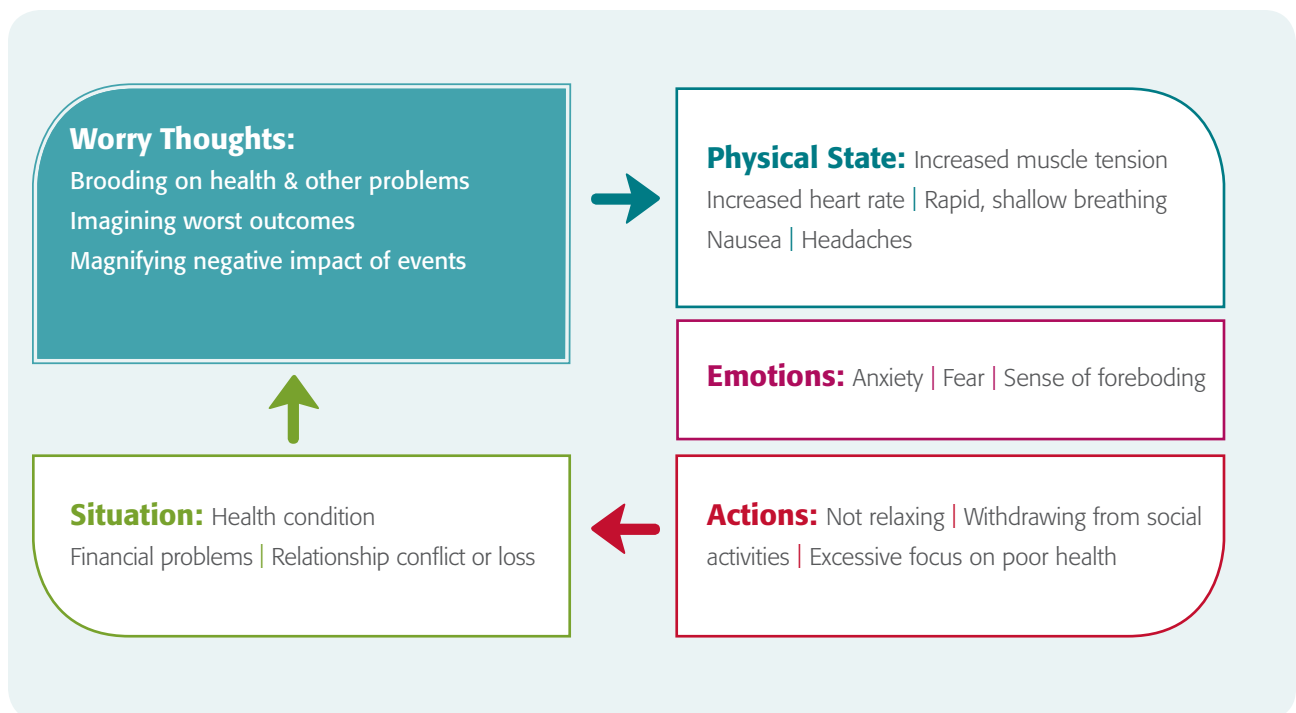 Worry Thoughts:
Brooding on health & other problems
Imagining worst outcomes
Magnifying negative impact of events
Physical State: Increased muscle tension
Increased heart rate | Rapid, shallow breathing
Nausea | Headaches
Emotions: Anxiety | Fear | Sense of foreboding
Situation: Health condition
Financial problems | Relationship conflict or loss
Actions: Not relaxing | Withdrawing from social
activities | Excessive focus on poor health